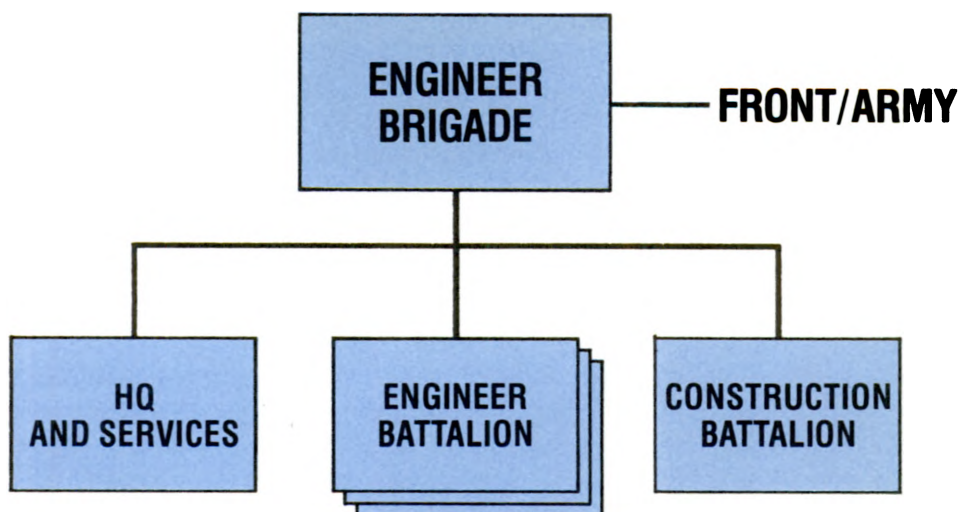 ENGINEER
BRIGADE
FRONT/ARMY
HQ
AND SERVICES
ENGINEER
BATTALION
CONSTRUCTION
BATTALION